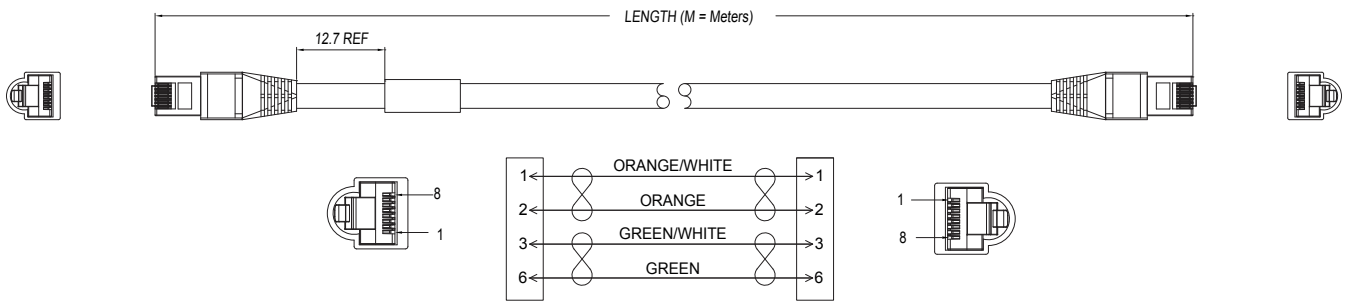 LENGTH (M = Meters)
12.7 REF
ORANGE/WHITE
1 1
ORANGE
2 2
GREEN/WHITE
3 3
GREEN
6 6
8
1
1
8